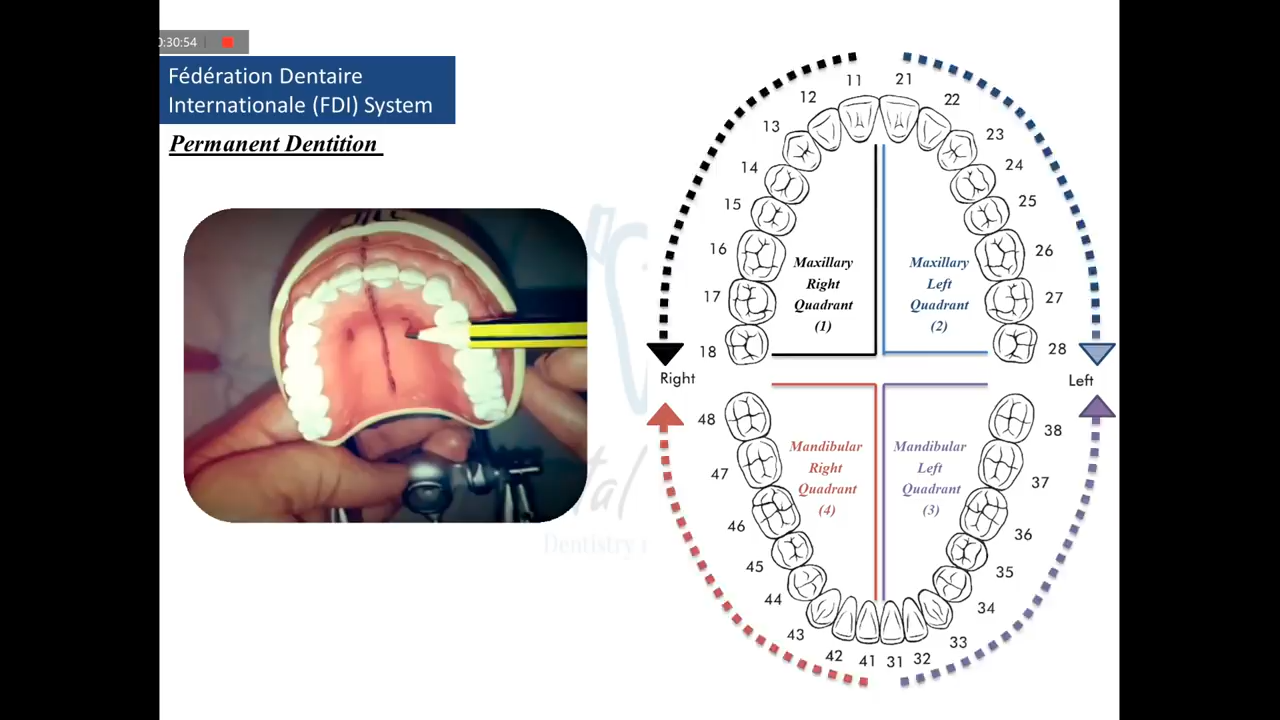 0:30:54
Fédération Dentaire
Internationale (FDI) System
Permanent Dentition
11 21
12 22
13 23
14 24
15 25
16 26
17 27
18 28
Maxillary
Right
Quadrant
(1)
Maxillary
Left
Quadrant
(2)
Right
Left
48 38
47 37
46 36
45 35
44 34
43 33
42 41 31 32
Mandibular
Right
Quadrant
(4)
Mandibular
Left
Quadrant
(3)
tal
Dentistry